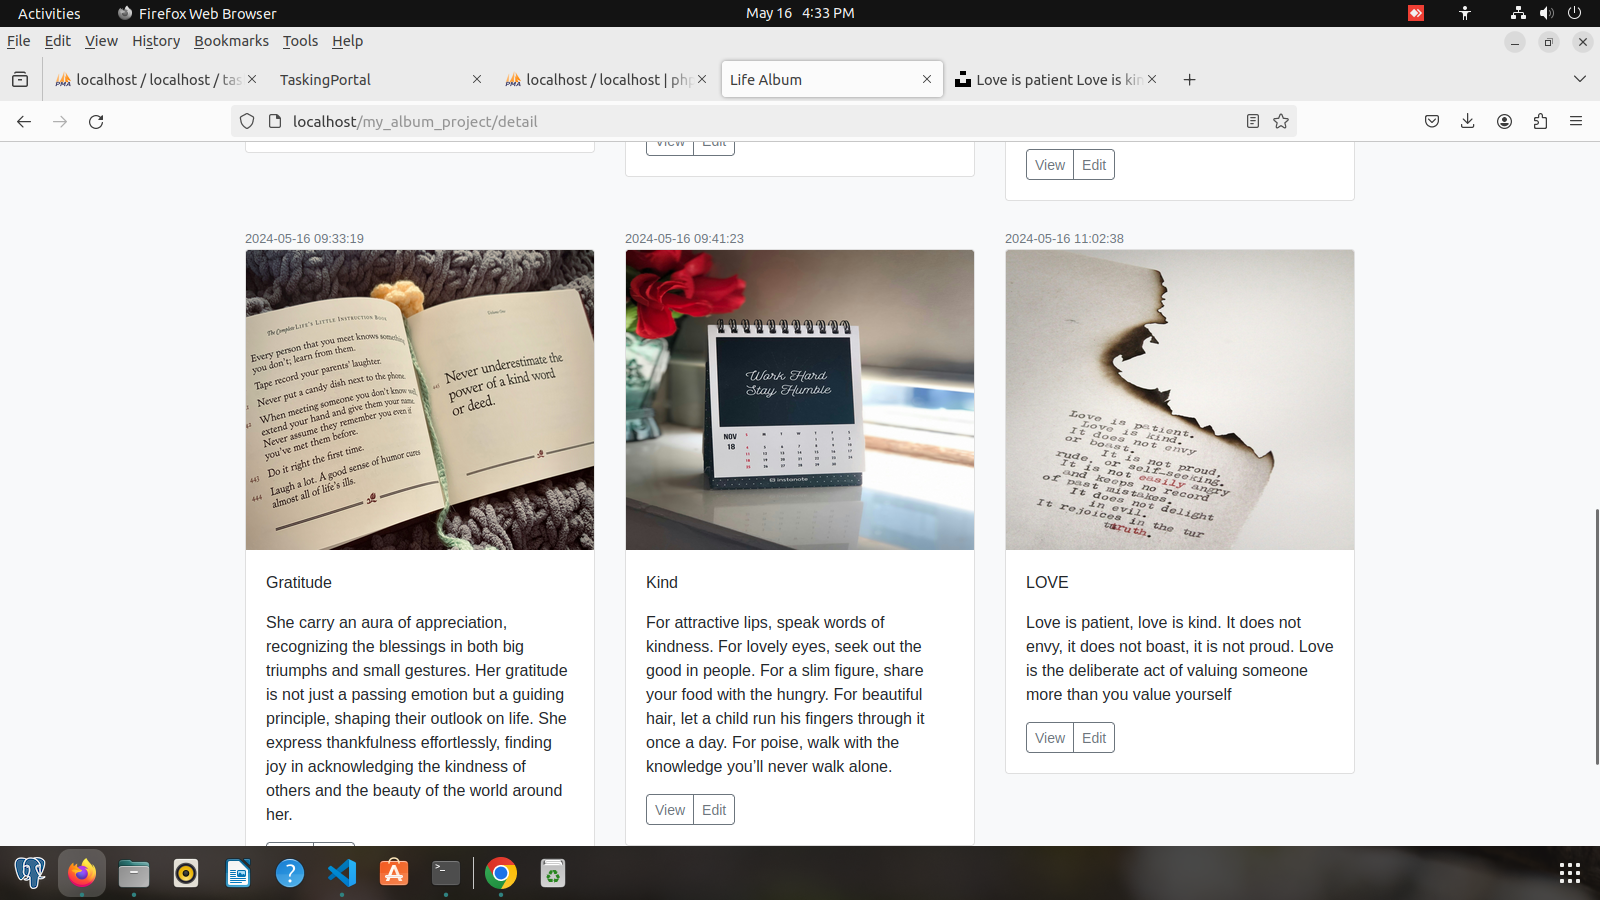 Activities
Firefox Web Browser
May 16 4:33 PM
File Edit View History Bookmarks Tools Help
localhost / localhost / tas
TaskingPortal
localhost / localhost | php
Life Album
Love is patient Love is kin
localhost/my_album_project/detail
View Edit
View Edit
2024-05-16 09:33:19
The Complete LIFE'S LITTLE INSTRUCTION BOOK
Every person that you meet knows something
you don't; learn from them.
Tape record your parents' laughter.
Never put a candy dish next to the phone.
When meeting someone you don't know well,
extend your hand and give them your name.
Never assume they remember you even if
you've met them before.
Do it right the first time.
443
Laugh a lot. A good sense of humor cures
444
almost all of life's ills.
Never underestimate the
power of a kind word
or deed.
Gratitude
She carry an aura of appreciation,
recognizing the blessings in both big
triumphs and small gestures. Her gratitude
is not just a passing emotion but a guiding
principle, shaping their outlook on life. She
express thankfulness effortlessly, finding
joy in acknowledging the kindness of
others and the beauty of the world around
her.
2024-05-16 09:41:23
Work Hard
Stay Humble
NOV
18
instanote
Kind
For attractive lips, speak words of
kindness. For lovely eyes, seek out the
good in people. For a slim figure, share
your food with the hungry. For beautiful
hair, let a child run his fingers through it
once a day. For poise, walk with the
knowledge you’ll never walk alone.
View Edit
2024-05-16 11:02:38
Love is patient.
Love is kind.
It does not envy
or boast.
It is not proud.
rude, or self-seeking.
It is not easily angry
and keeps no record
of past mistakes.
It does not delight
in evil.
It rejoices in the tur
truth.
LOVE
Love is patient, love is kind. It does not
envy, it does not boast, it is not proud. Love
is the deliberate act of valuing someone
more than you value yourself
View Edit